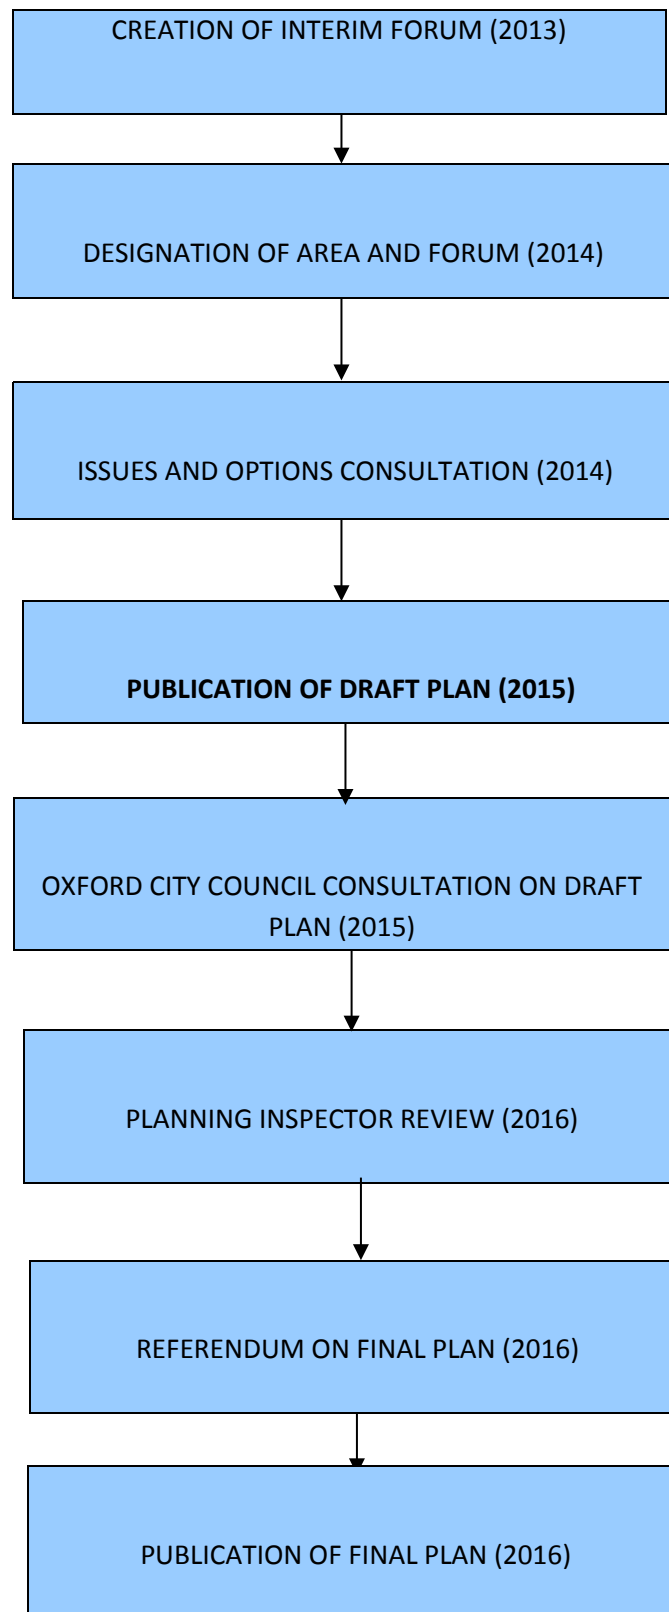 CREATION OF INTERIM FORUM (2013)
DESIGNATION OF AREA AND FORUM (2014)
ISSUES AND OPTIONS CONSULTATION (2014)
PUBLICATION OF DRAFT PLAN (2015)
OXFORD CITY COUNCIL CONSULTATION ON DRAFT
PLAN (2015)
PLANNING INSPECTOR REVIEW (2016)
REFERENDUM ON FINAL PLAN (2016)
PUBLICATION OF FINAL PLAN (2016)